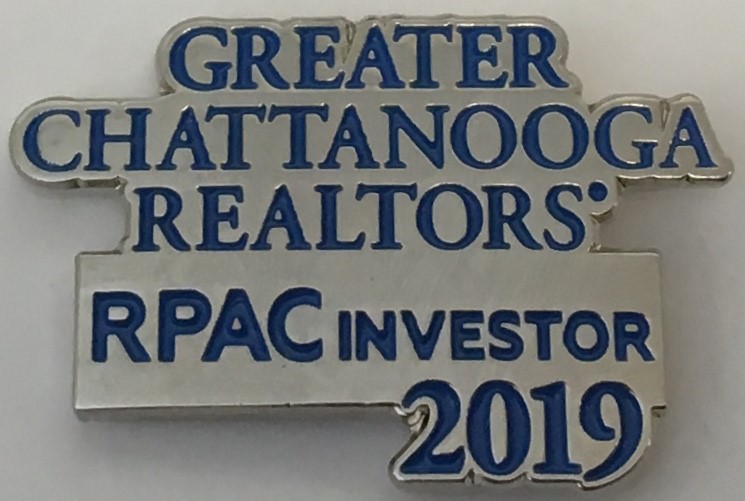 GREATER
CHATTANOOGA
REALTORS®
RPAC INVESTOR
2019